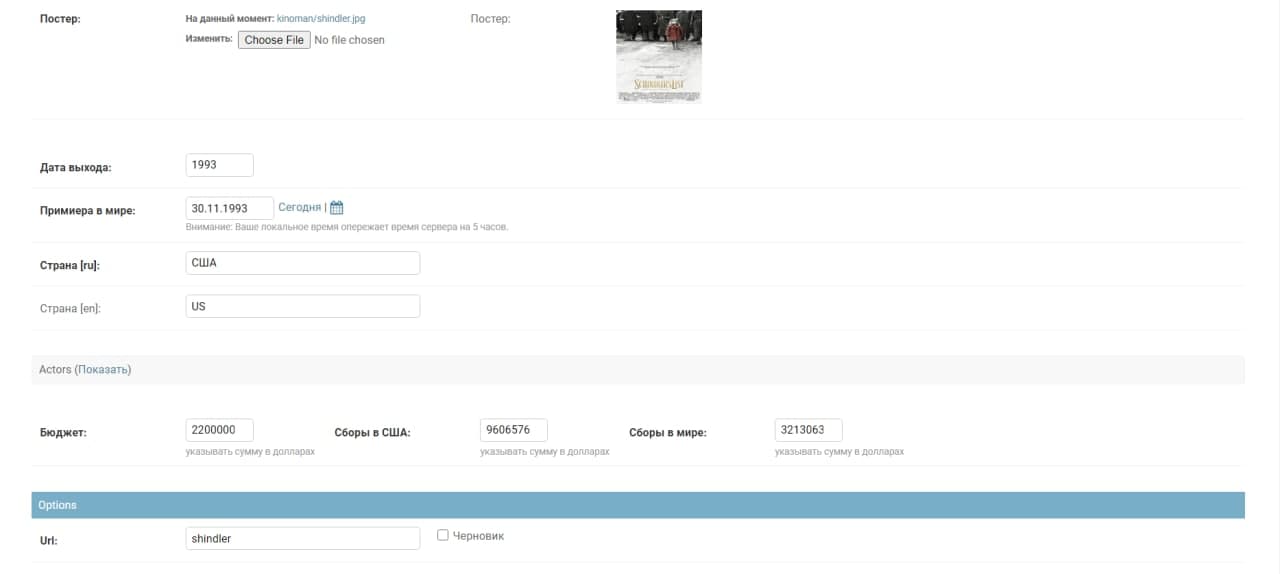 Постер: На данный момент: kinoman/shindler.jpg Постер:
Изменить: Choose File No file chosen
SCHINDLER'S LIST
Дата выхода: 1993
Примиера в мире: 30.11.1993 Сегодня |
Внимание: Ваше локальное время опережает время сервера на 5 часов.
Страна [ru]: США
Страна [en]: US
Actors (Показать)
Бюджет: 2200000 Сборы в США: 9606576 Сборы в мире: 3213063
указывать сумму в долларах указывать сумму в долларах указывать сумму в долларах
Options
Url: shindler Черновик